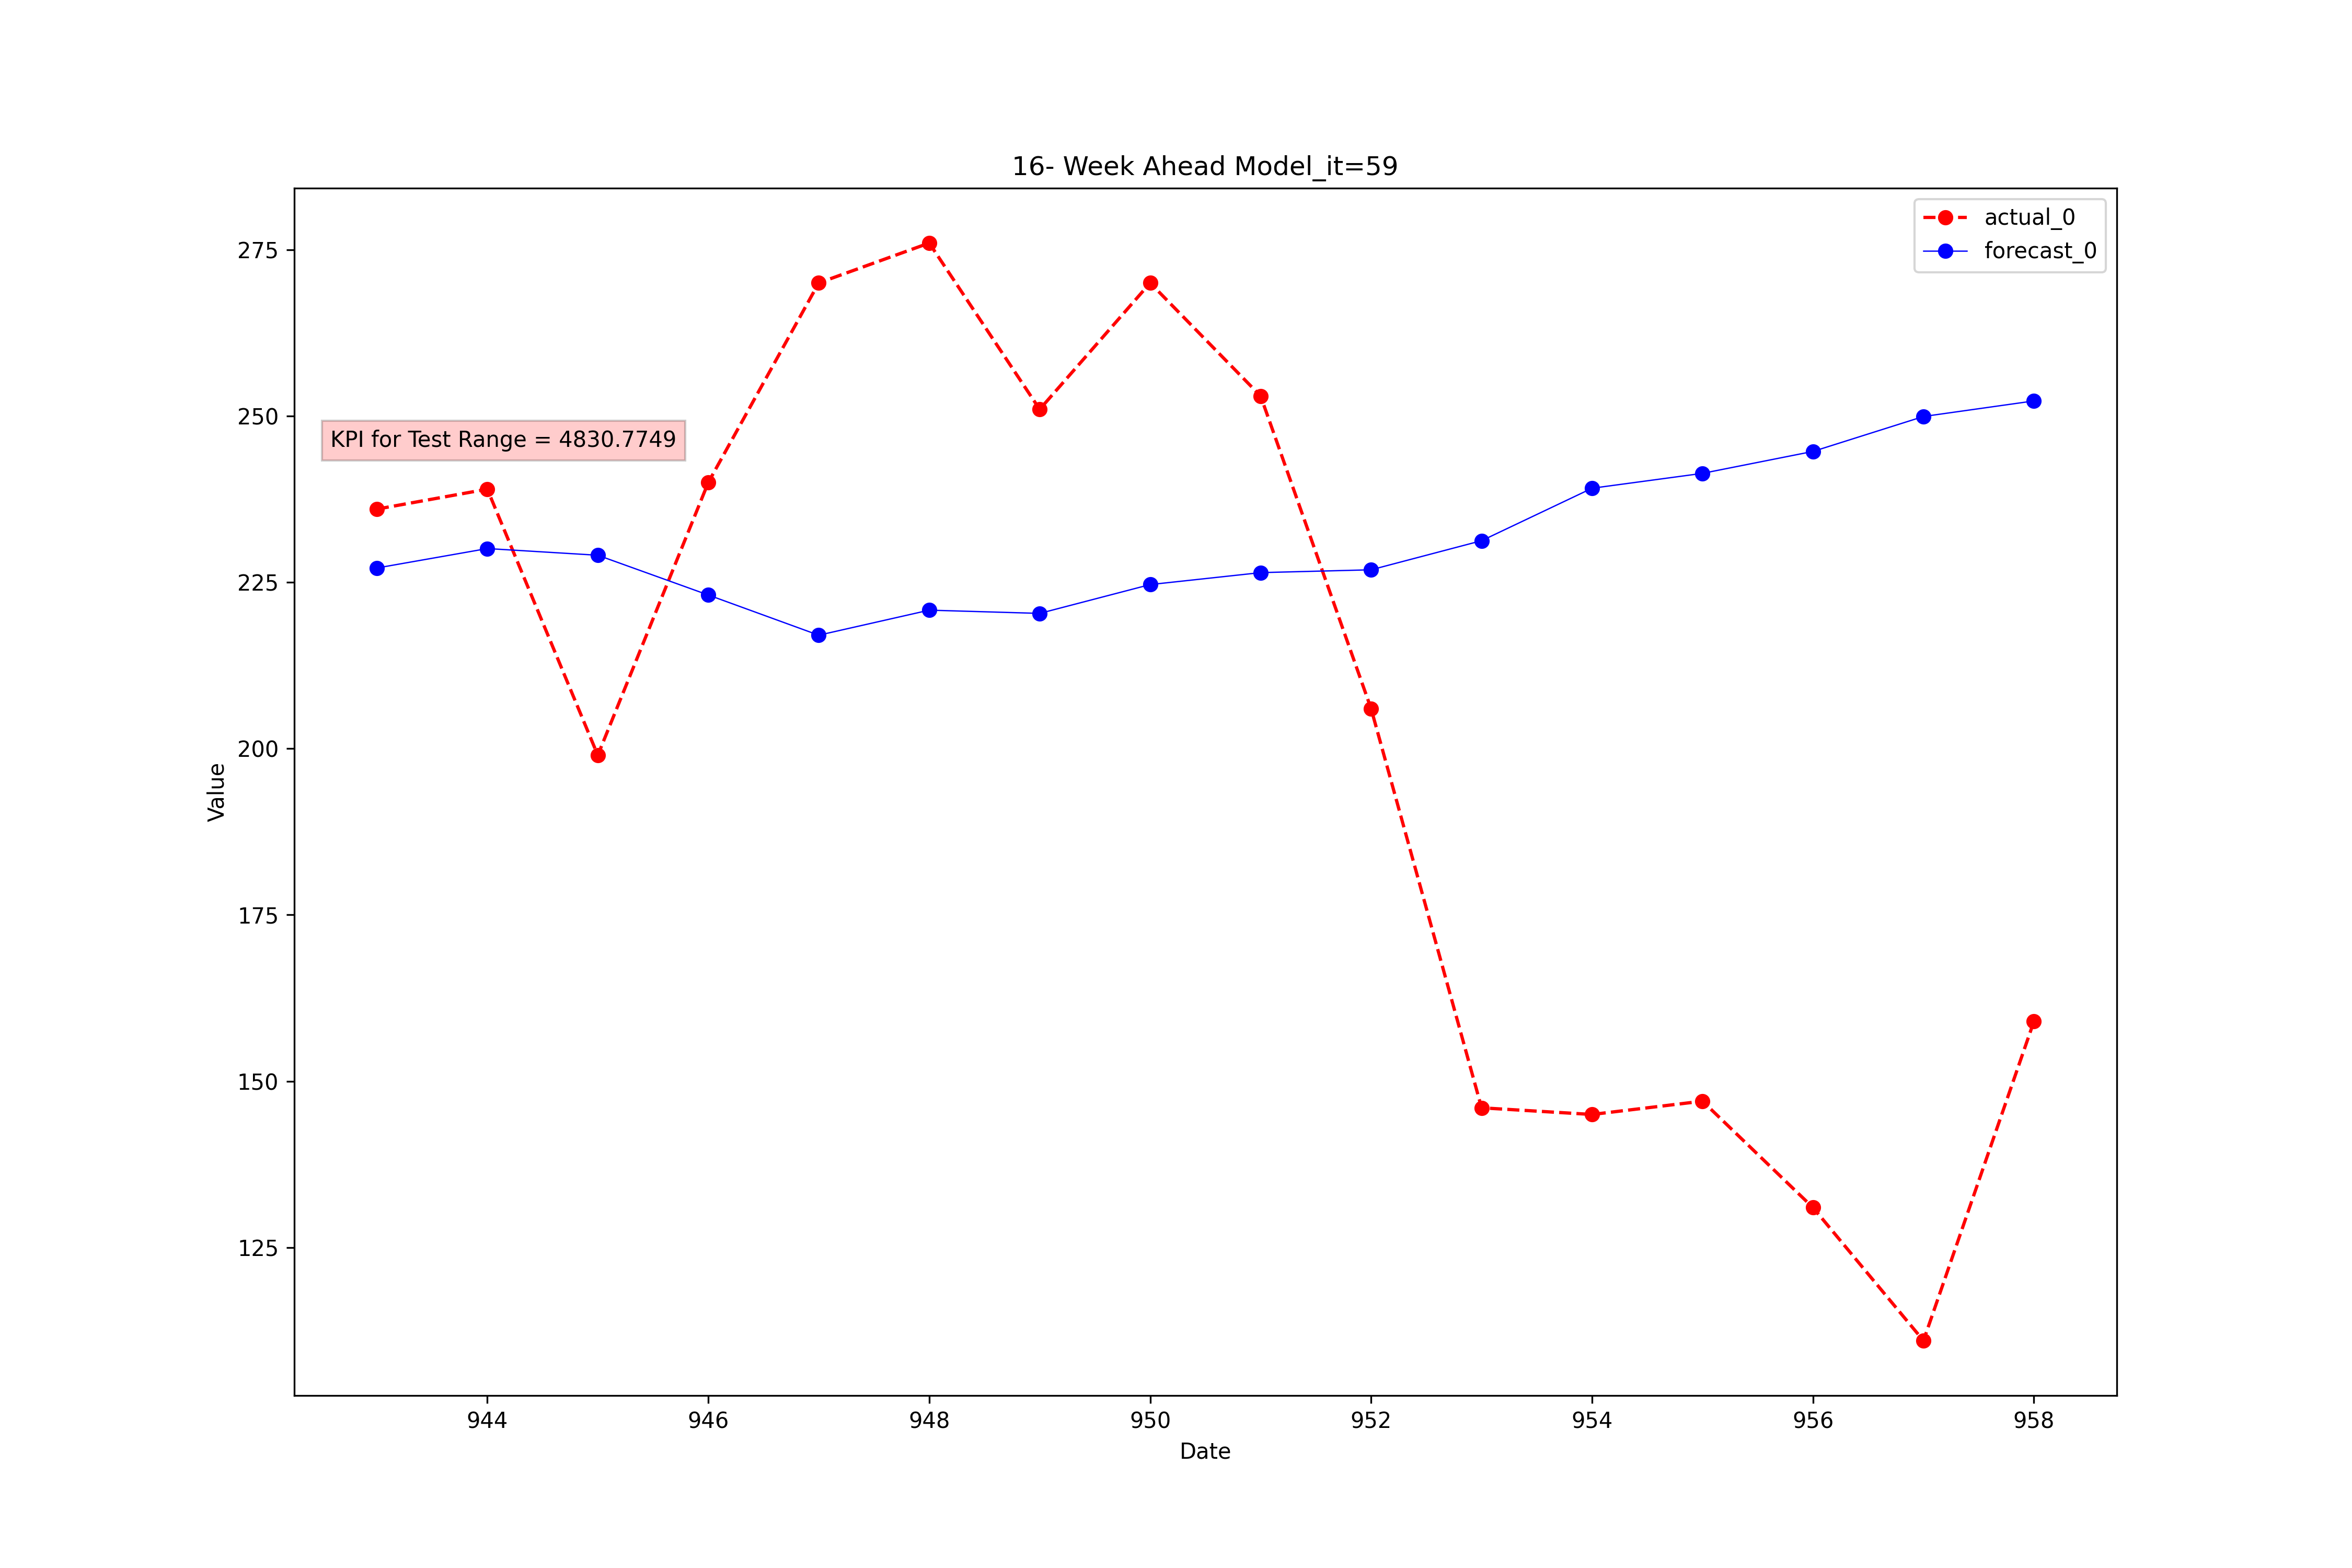 16- Week Ahead Model_it=59
actual_0
forecast_0
KPI for Test Range = 4830.7749
Value
275
250
225
200
175
150
125
944 946 948 950 952 954 956 958
Date